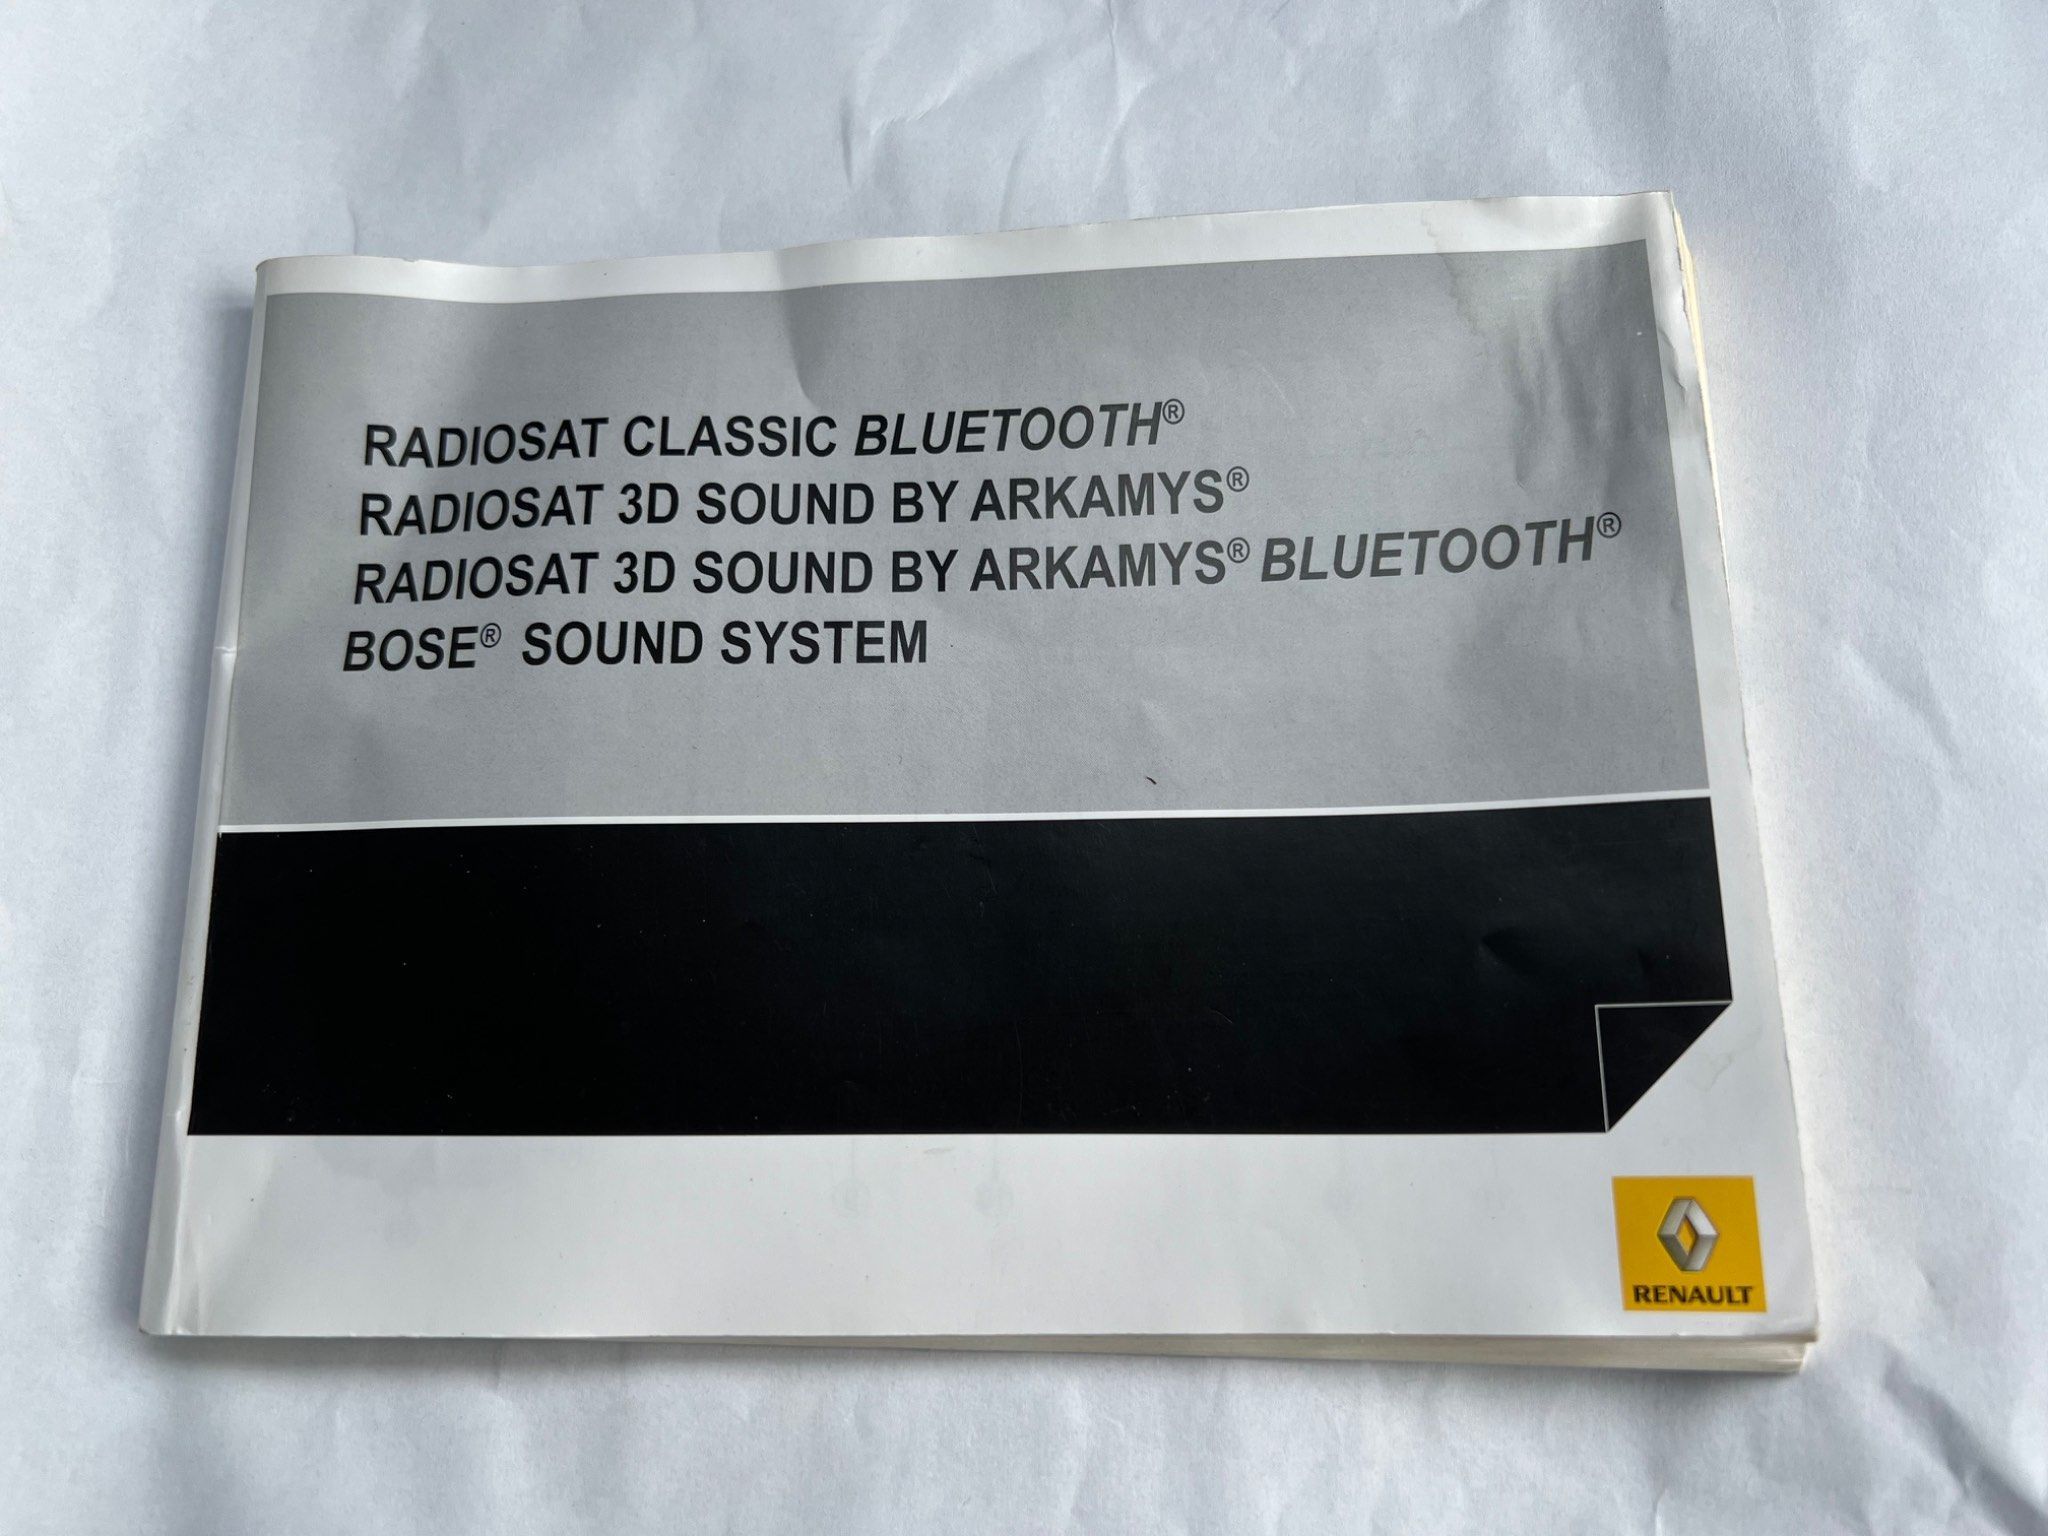 RADIOSAT CLASSIC BLUETOOTH®
RADIOSAT 3D SOUND BY ARKAMYS®
RADIOSAT 3D SOUND BY ARKAMYS® BLUETOOTH®
BOSE® SOUND SYSTEM
RENAULT